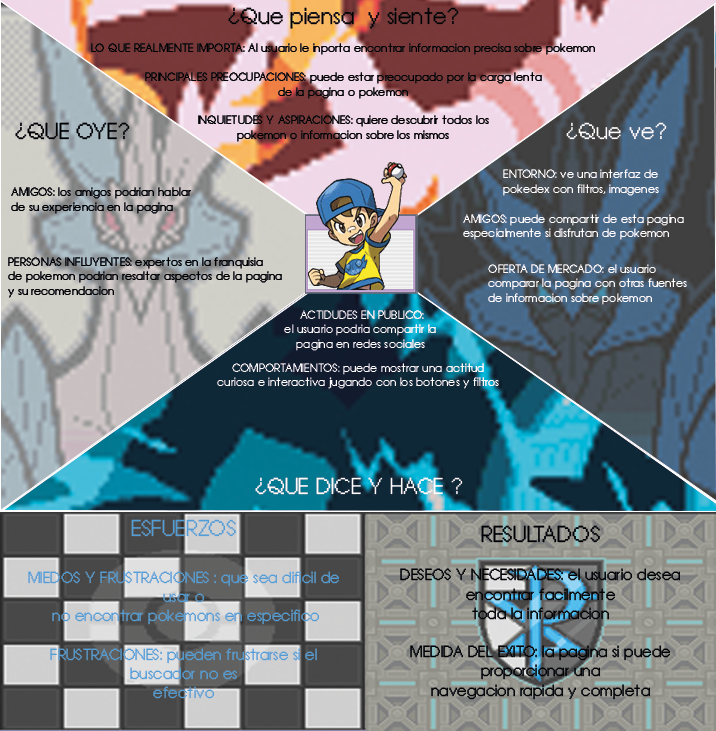 ¿Que piensa y siente?
LO QUE REALMENTE IMPORTA: Al usuario le inporta encontrar informacion precisa sobre pokemon
PRINCIPALES PREOCUPACIONES: puede estar preocupado por la carga lenta
de la pagina o pokemon
INQUIETUDES Y ASPIRACIONES: quiere descubrir todos los
pokemon o informacion sobre los mismos
¿QUE OYE?
AMIGOS: los amigos podrian hablar
de su experiencia en la pagina
PERSONAS INFLUYENTES: expertos en la franquisia
de pokemon podrian resaltar aspectos de la pagina
y su recomendacion
¿Que ve?
ENTORNO: ve una interfaz de
pokedex con filtros, imagenes
AMIGOS: puede compartir de esta pagina
especialmente si disfrutan de pokemon
OFERTA DE MERCADO: el usuario
comparar la pagina con otras fuentes
de informacion sobre pokemon
ACTIDUDES EN PUBLICO:
el usuario podria compartir la
pagina en redes sociales
COMPORTAMIENTOS: puede mostrar una actitud
curiosa e interactiva jugando con los botones y filtros
¿QUE DICE Y HACE ?
ESFUERZOS
MIEDOS Y FRUSTRACIONES : que sea dificil de
usar o
no encontrar pokemons en especifico
FRUSTRACIONES: pueden frustrarse si el
buscador no es
efectivo
RESULTADOS
DESEOS Y NECESIDADES: el usuario desea
encontrar facilmente
toda la informacion
MEDIDA DEL EXITO: la pagina si puede
proporcionar una
navegacion rapida y completa